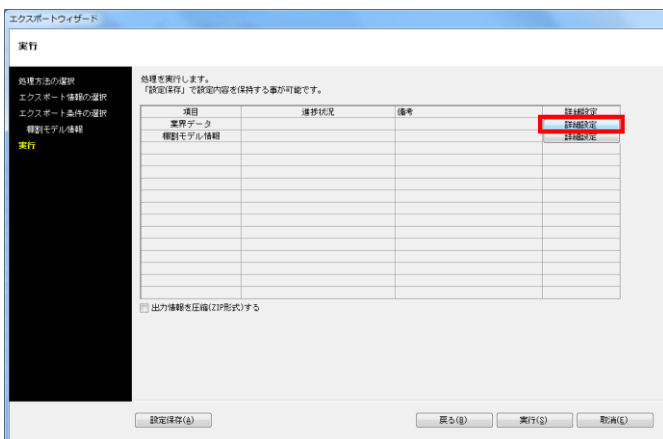 エクスポートウィザード
実行
処理方法の選択
エクスポート情報の選択
エクスポート条件の選択
棚割モデル情報
実行
処理を実行します。
「設定保存」で設定内容を保持する事が可能です。
項目 進捗状況 備考 詳細設定
業界データ 詳細設定
棚割モデル情報 詳細設定
出力情報を圧縮(ZIP形式)する
設定保存(A) 戻る(B) 実行(S) 取消(E)